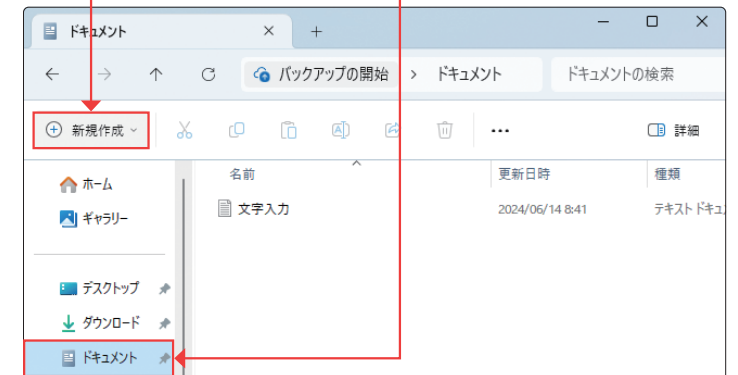 ドキュメント
バックアップの開始 > ドキュメント ドキュメントの検索
新規作成 詳細
名前 更新日時 種類
文字入力 2024/06/14 8:41 テキスト ドキュ
ホーム
ギャラリー
デスクトップ
ダウンロード
ドキュメント